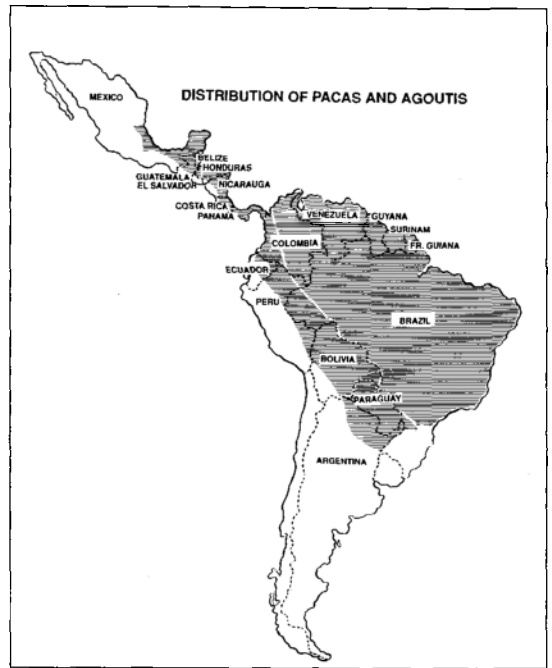 DISTRIBUTION OF PACAS AND AGOUTIS
MEXICO
BELIZE
HONDURAS
GUATEMALA
EL SALVADOR
NICARAUGA
COSTA RICA
PANAMA
VENEZUELA
GUYANA
SURINAM
FR. GUIANA
COLOMBIA
ECUADOR
PERU
BRAZIL
BOLIVIA
PARAGUAY
ARGENTINA